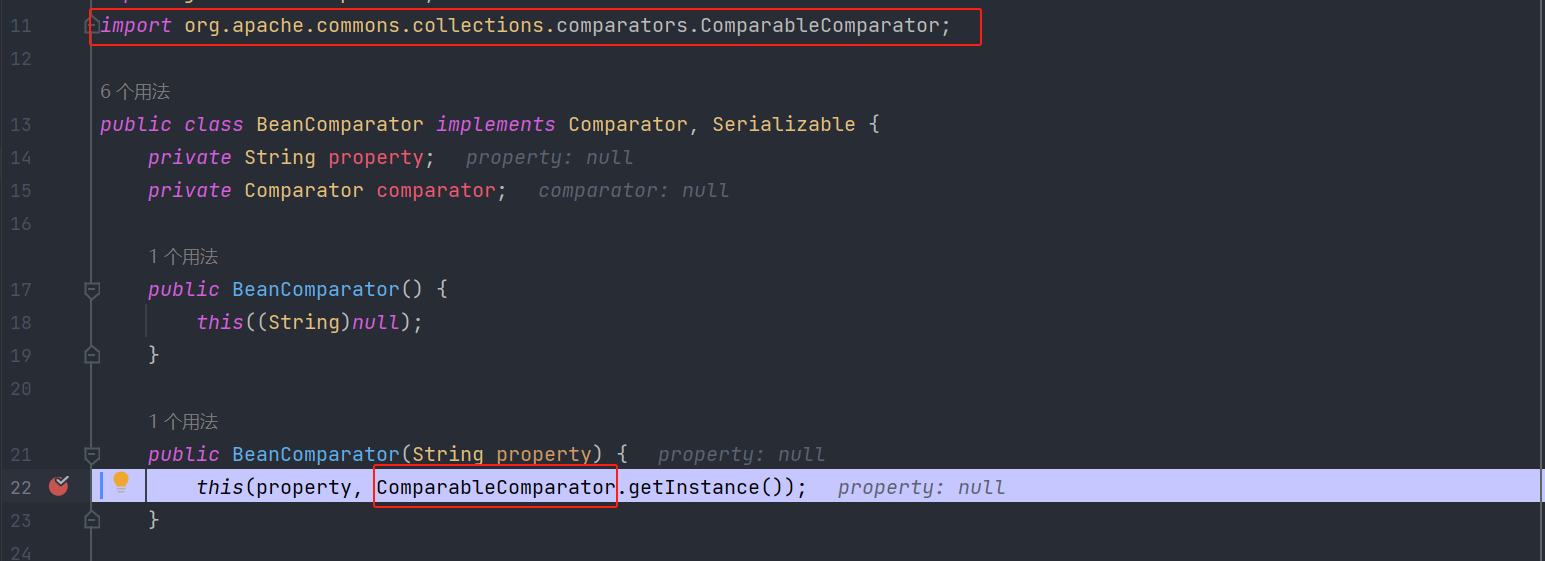 11 import org.apache.commons.collections.comparators.ComparableComparator;
12
6 个用法
13 public class BeanComparator implements Comparator, Serializable {
14 private String property; property: null
15 private Comparator comparator; comparator: null
16
1 个用法
17 public BeanComparator() {
18 this((String)null);
19 }
20
1 个用法
21 public BeanComparator(String property) { property: null
22 this(property, ComparableComparator.getInstance()); property: null
23 }
24